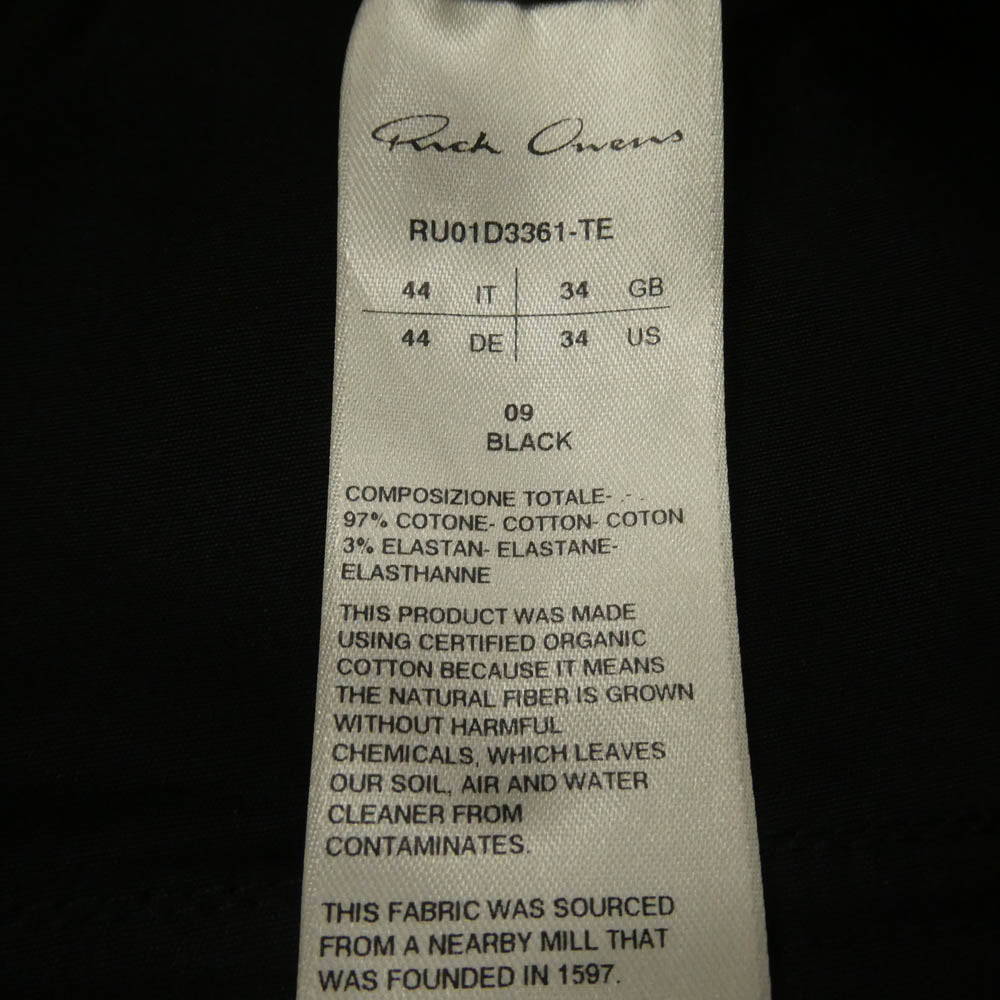 Rick Owens
RU01D3361-TE
44 IT 34 GB
44 DE 34 US
09
BLACK
COMPOSIZIONE TOTALE-
97% COTONE- COTTON- COTON
3% ELASTAN- ELASTANE-
ELASTHANNE
THIS PRODUCT WAS MADE
USING CERTIFIED ORGANIC
COTTON BECAUSE IT MEANS
THE NATURAL FIBER IS GROWN
WITHOUT HARMFUL
CHEMICALS, WHICH LEAVES
OUR SOIL, AIR AND WATER
CLEANER FROM
CONTAMINATES.
THIS FABRIC WAS SOURCED
FROM A NEARBY MILL THAT
WAS FOUNDED IN 1597.